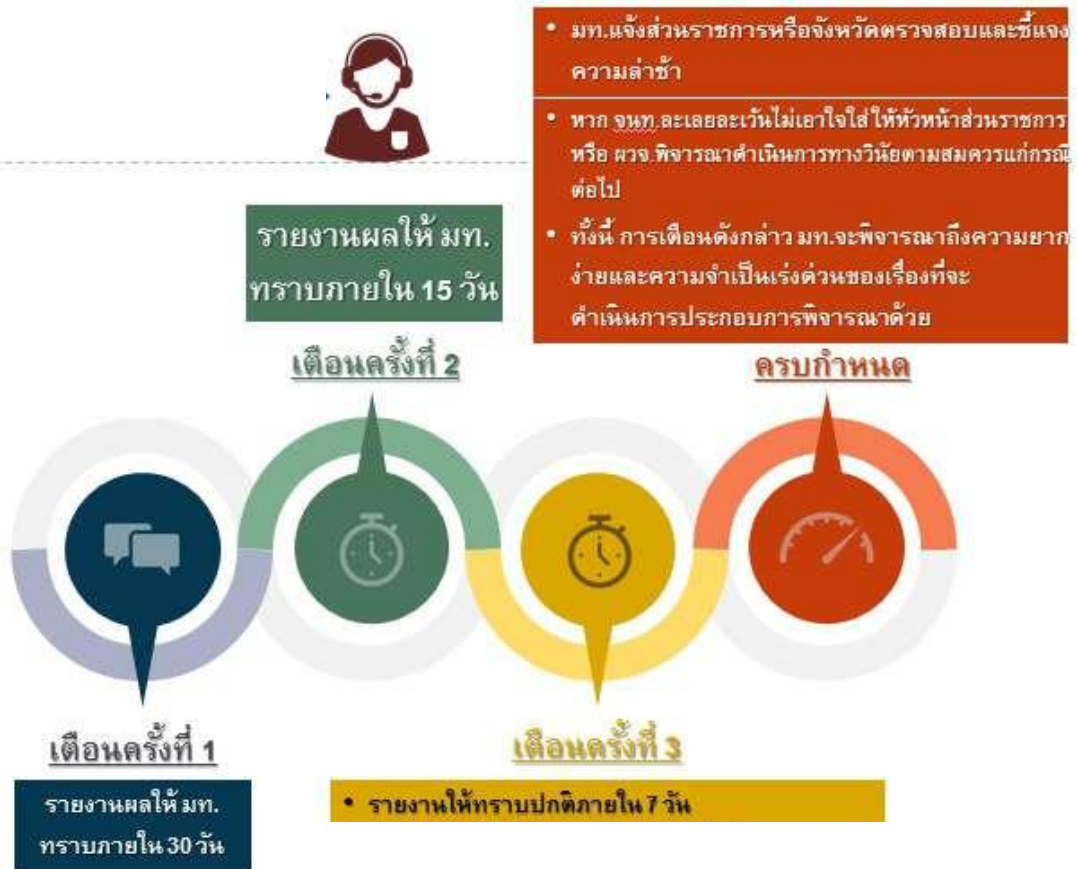 • มท.แจ้งส่วนราชการหรือจังหวัดตรวจสอบและชี้แจง
ความล่าช้า
• หาก จนท.ละเลยละเว้นไม่เอาใจใส่ให้หัวหน้าส่วนราชการ
หรือ ผวจ.พิจารณาดำเนินการทางวินัยตามสมควรแก่กรณี
ต่อไป
• ทั้งนี้ การเตือนดังกล่าว มท.จะพิจารณาถึงความยาก
ง่ายและความจำเป็นเร่งด่วนของเรื่องที่จะ
ดำเนินการประกอบการพิจารณาด้วย
รายงานผลให้ มท.
ทราบภายใน 15 วัน
เตือนครั้งที่ 2
ครบกำหนด
เตือนครั้งที่ 1
เตือนครั้งที่ 3
รายงานผลให้ มท.
ทราบภายใน 30 วัน
• รายงานให้ทราบปกติภายใน 7 วัน